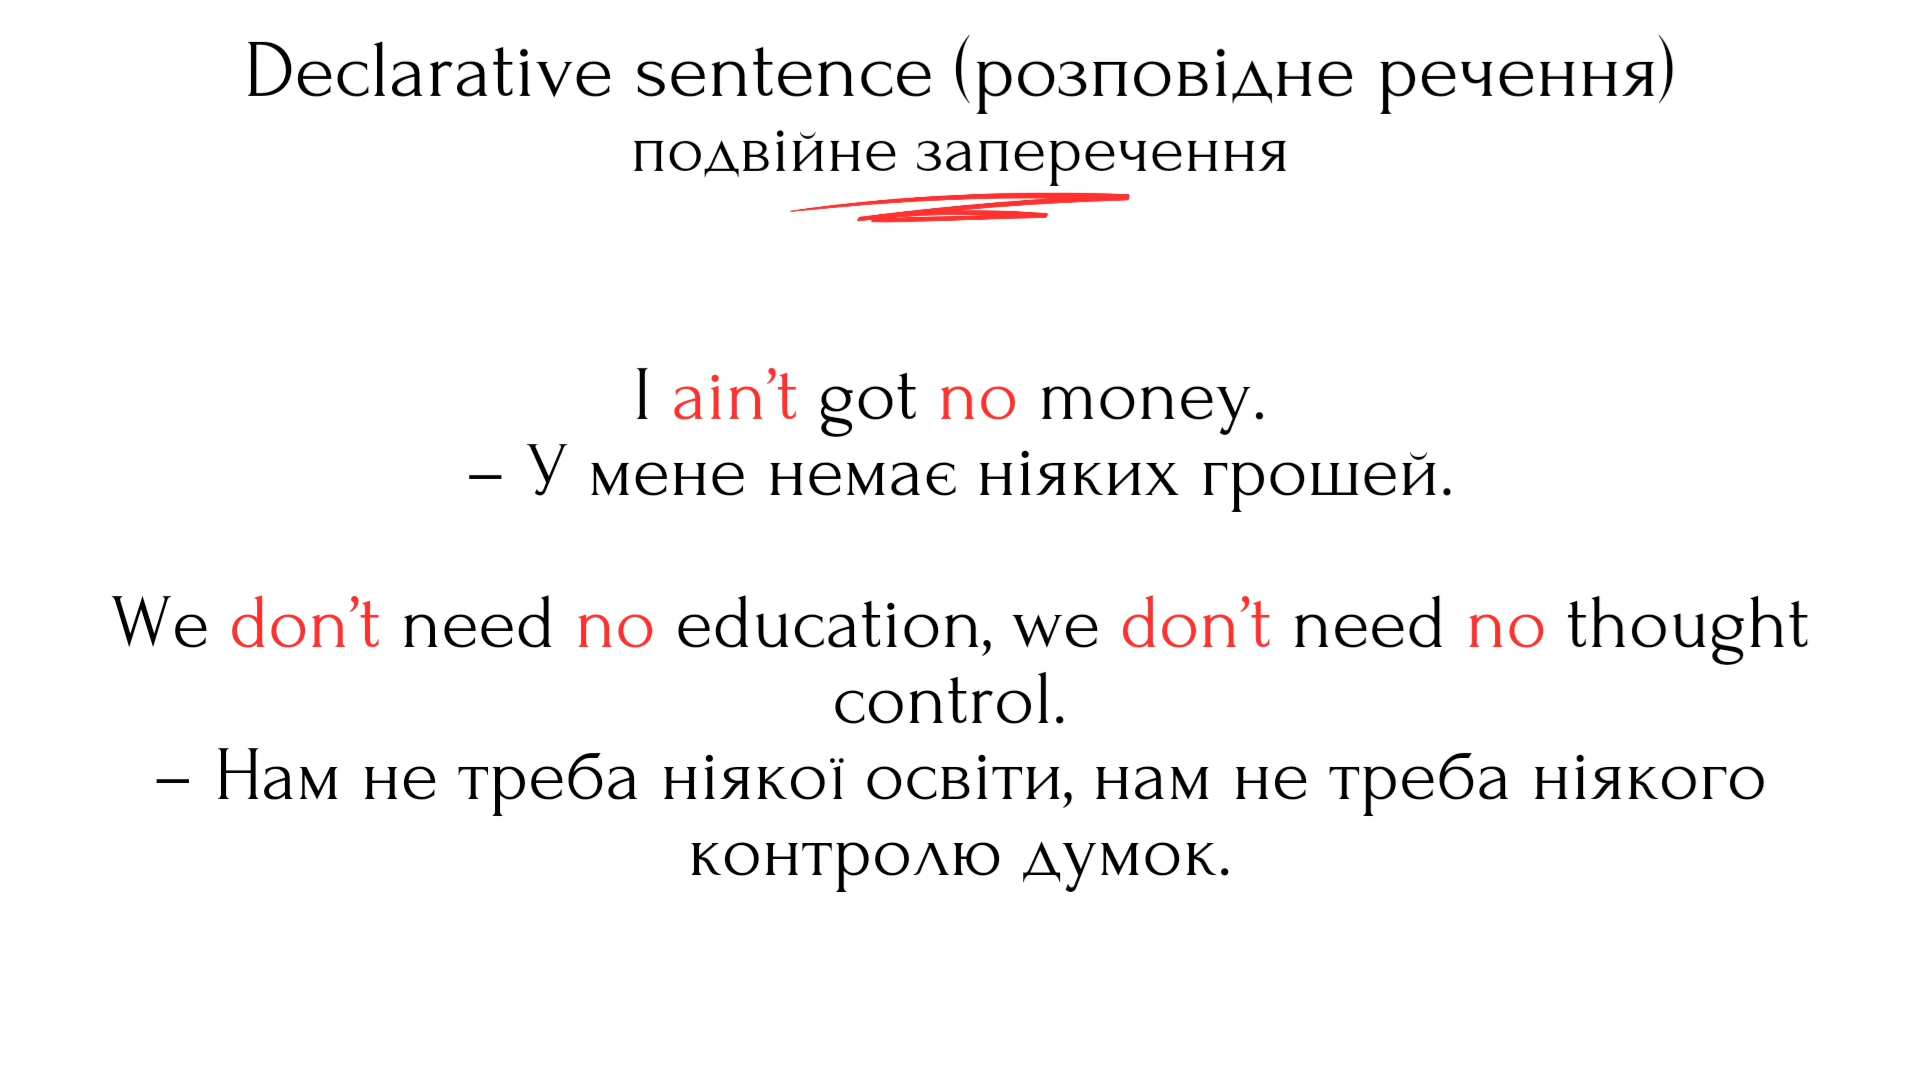 Declarative sentence (розповідне речення)
подвійне заперечення
I ain’t got no money.
– У мене немає ніяких грошей.
We don’t need no education, we don’t need no thought
control.
– Нам не треба ніякої освіти, нам не треба ніякого
контролю думок.